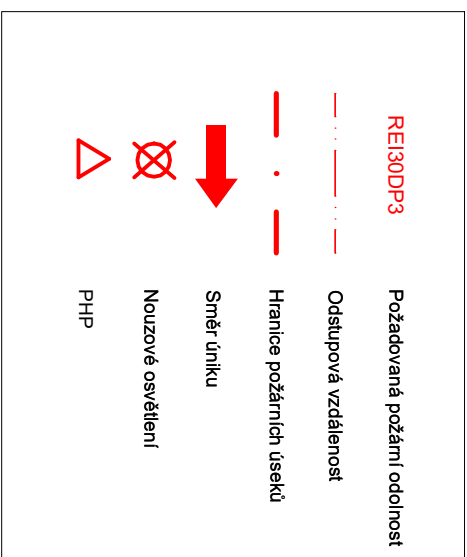 REI30DP3 Požadovaná požární odolnost
Odstupová vzdálenost
Hranice požárních úseků
Směr úniku
Nouzové osvětlení
PHP